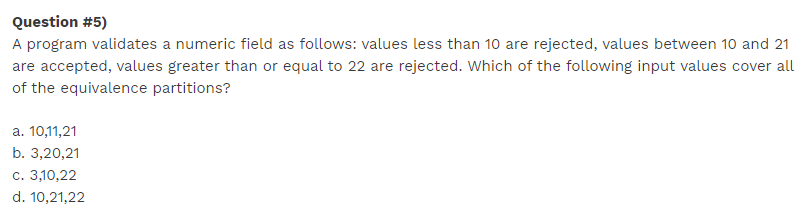 Question #5)
A program validates a numeric field as follows: values less than 10 are rejected, values between 10 and 21
are accepted, values greater than or equal to 22 are rejected. Which of the following input values cover all
of the equivalence partitions?
a. 10,11,21
b. 3,20,21
c. 3,10,22
d. 10,21,22